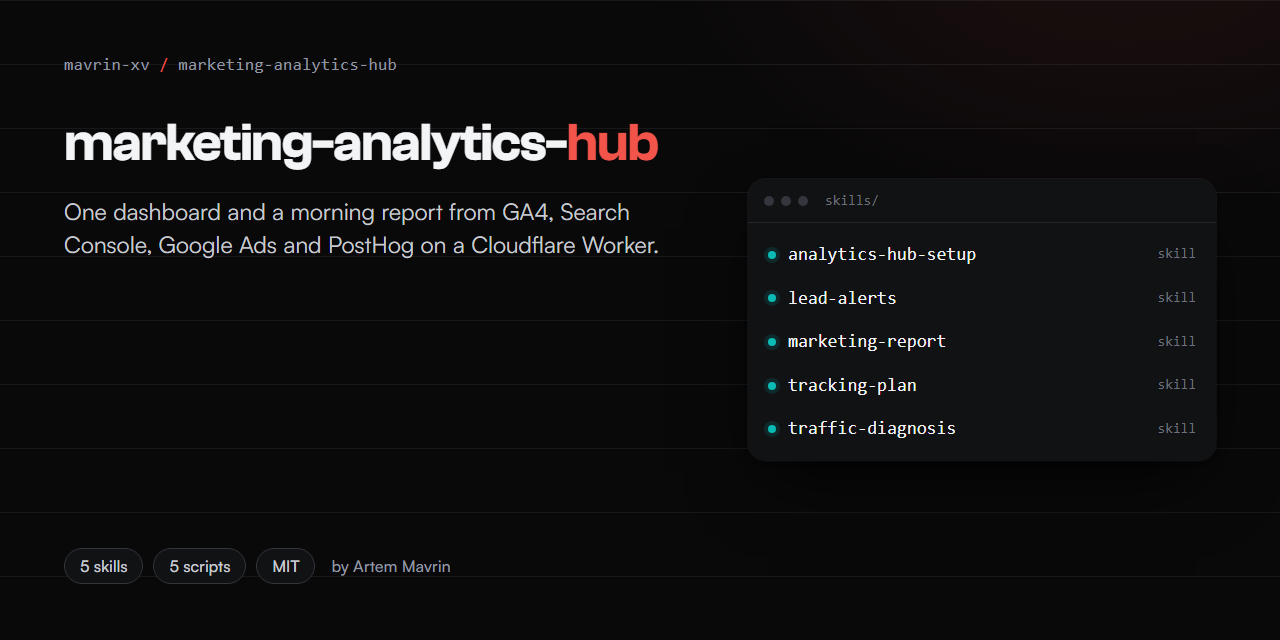 mavrin-xv / marketing-analytics-hub
marketing-analytics-hub
One dashboard and a morning report from GA4, Search
Console, Google Ads and PostHog on a Cloudflare Worker.
skills/
analytics-hub-setup skill
lead-alerts skill
marketing-report skill
tracking-plan skill
traffic-diagnosis skill
5 skills 5 scripts MIT by Artem Mavrin